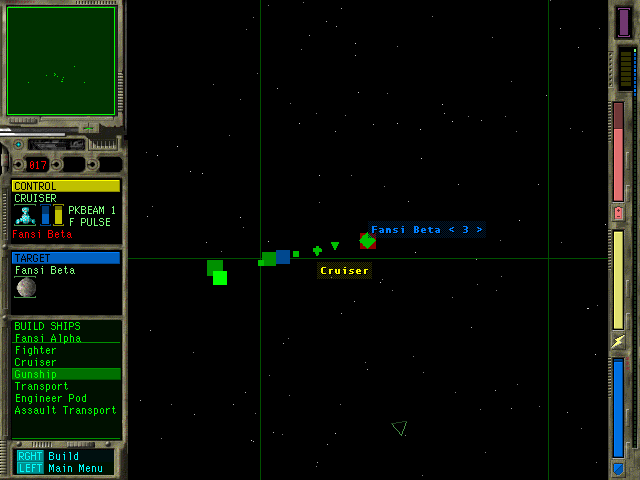 017
CONTROL
CRUISER
PKBEAM 1
F PULSE
Fansi Beta
TARGET
Fansi Beta
BUILD SHIPS
Fansi Alpha
Fighter
Cruiser
Gunship
Transport
Engineer Pod
Assault Transport
RGHT Build
LEFT Main Menu
Fansi Beta < 3 >
Cruiser